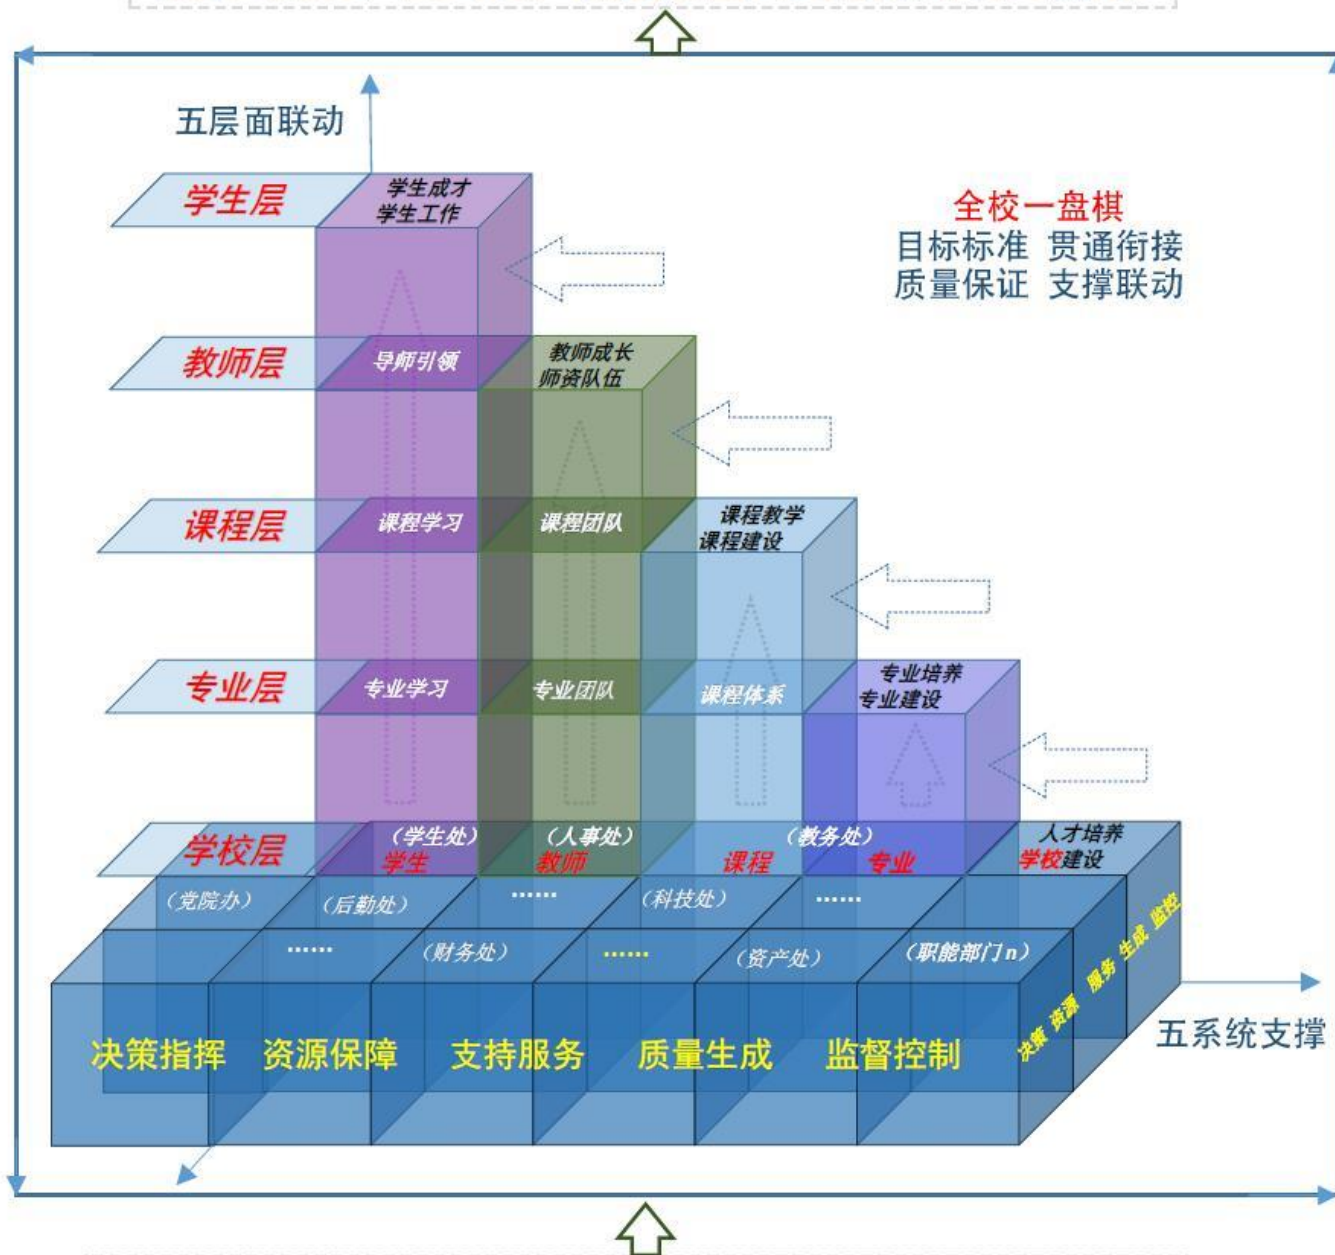 五层面联动
全校一盘棋
目标标准 贯通衔接
质量保证 支撑联动
学生层
学生成才
学生工作
教师层
导师引领
教师成长
师资队伍
课程层
课程学习
课程团队
课程教学
课程建设
专业层
专业学习
专业团队
课程体系
专业培养
专业建设
学校层
（学生处）
学生
（人事处）
教师
（教务处）
课程
专业
人才培养
学校建设
（党院办）
（后勤处）
……
（科技处）
……
……
（财务处）
……
（资产处）
（职能部门n）
决策指挥
资源保障
支持服务
质量生成
监督控制
决策 资源 服务 生成 监控
五系统支撑